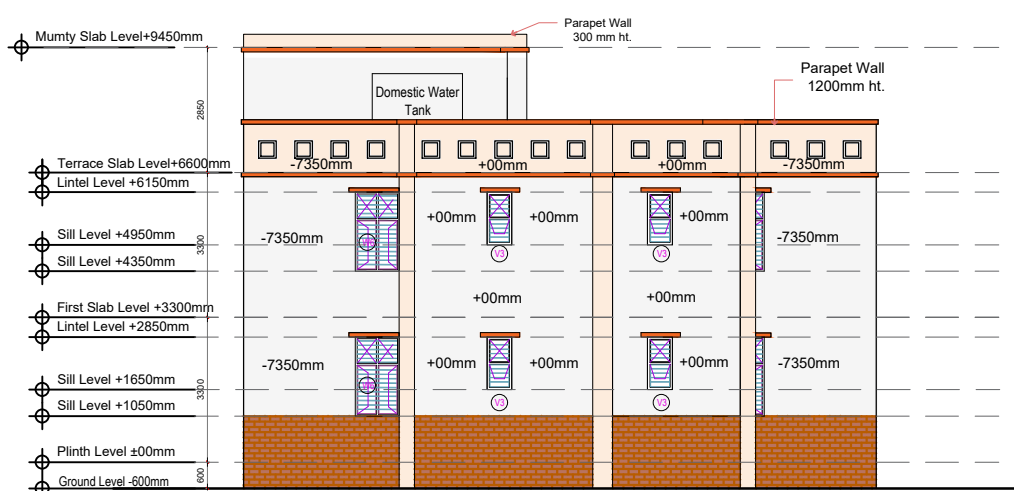 Parapet Wall
300 mm ht.
Mumty Slab Level+9450mm
Parapet Wall
1200mm ht.
Domestic Water
Tank
2850
Terrace Slab Level+6600mm
-7350mm
+00mm
+00mm
-7350mm
Lintel Level +6150mm
+00mm
+00mm
+00mm
Sill Level +4950mm
-7350mm
-7350mm
3300
V3
V3
Sill Level +4350mm
First Slab Level +3300mm
+00mm
+00mm
Lintel Level +2850mm
-7350mm
+00mm
+00mm
+00mm
-7350mm
Sill Level +1650mm
3300
V3
V3
Sill Level +1050mm
Plinth Level ±00mm
600
Ground Level -600mm